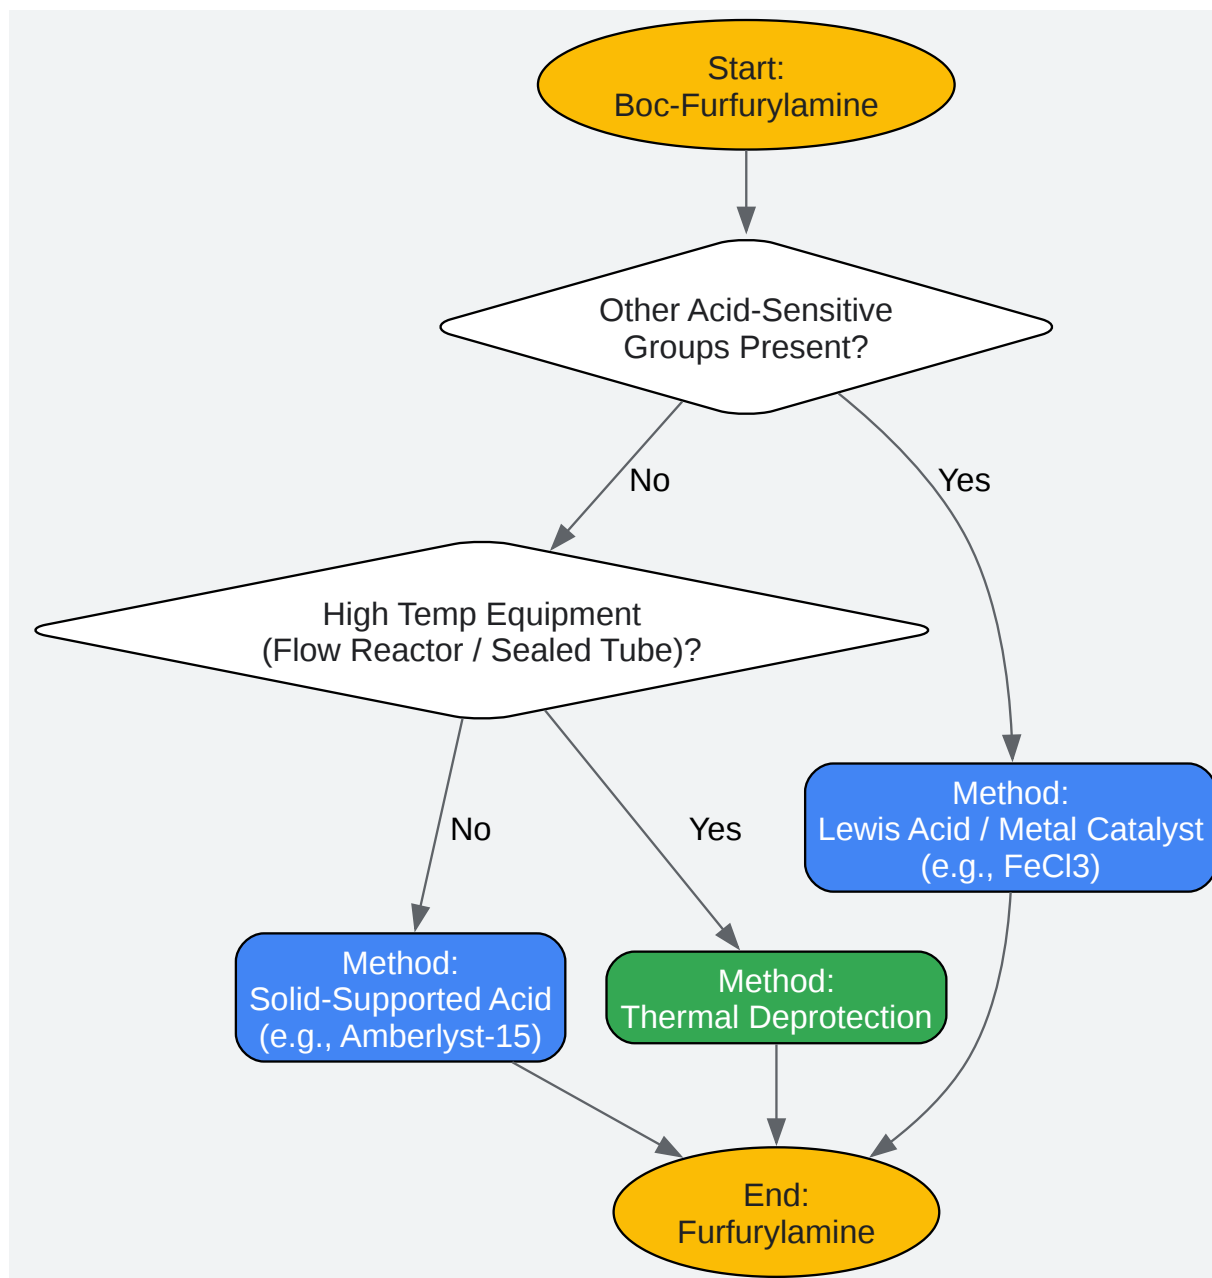 Start:
Boc-Furfurylamine
Other Acid-Sensitive
Groups Present?
No
Yes
High Temp Equipment
(Flow Reactor / Sealed Tube)?
No
Yes
Method:
Lewis Acid / Metal Catalyst
(e.g., FeCl3)
Method:
Solid-Supported Acid
(e.g., Amberlyst-15)
Method:
Thermal Deprotection
End:
Furfurylamine